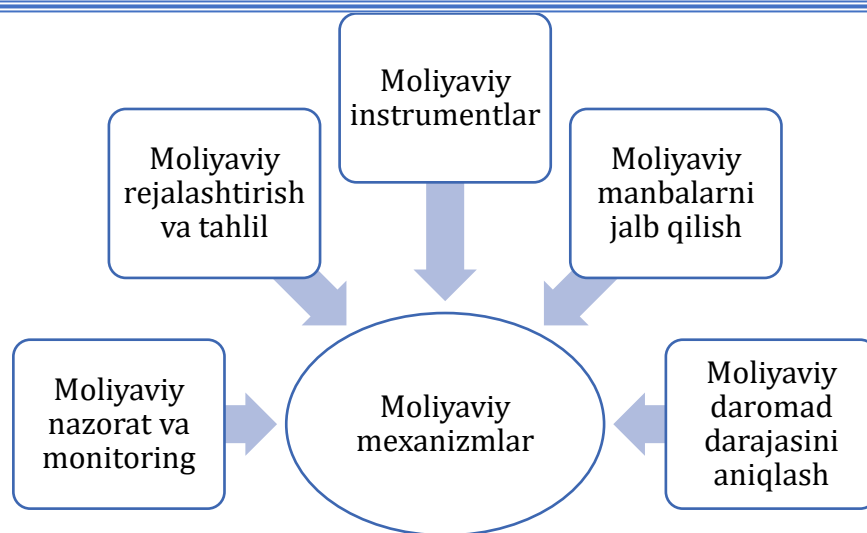 Moliyaviy
instrumentlar
Moliyaviy
rejalashtirish
va tahlil
Moliyaviy
manbalarni
jalb qilish
Moliyaviy
nazorat va
monitoring
Moliyaviy
mexanizmlar
Moliyaviy
daromad
darajasini
aniqlash